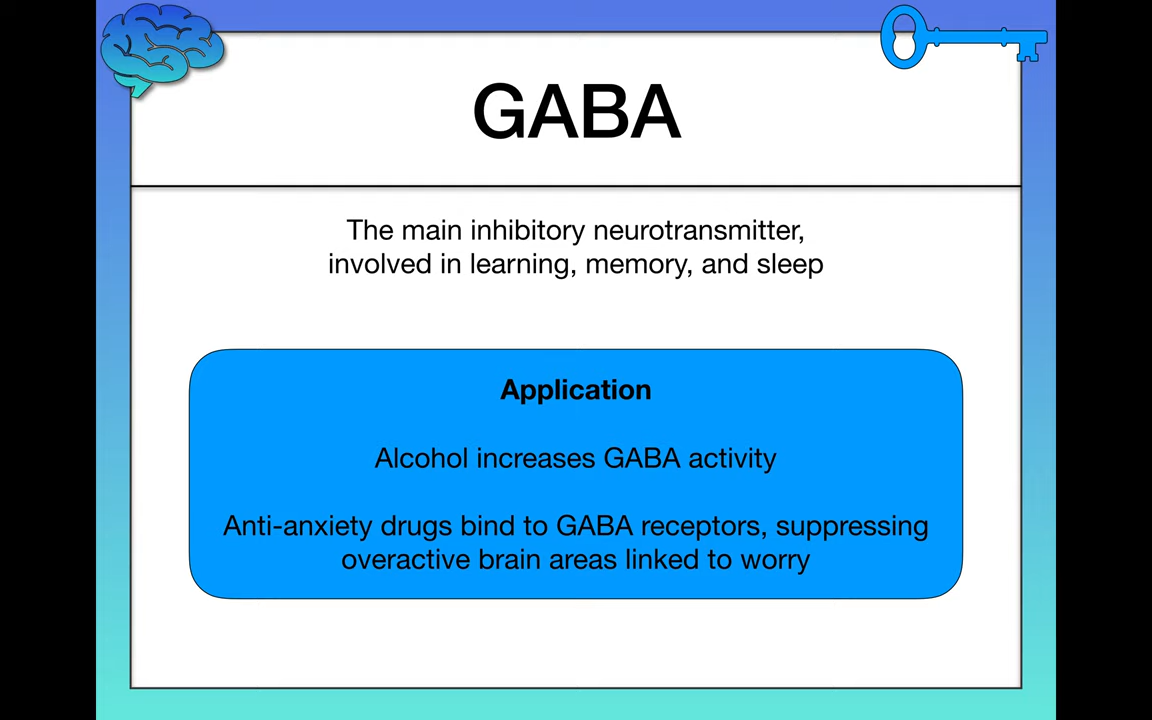 GABA
The main inhibitory neurotransmitter,
involved in learning, memory, and sleep
Application
Alcohol increases GABA activity
Anti-anxiety drugs bind to GABA receptors, suppressing
overactive brain areas linked to worry